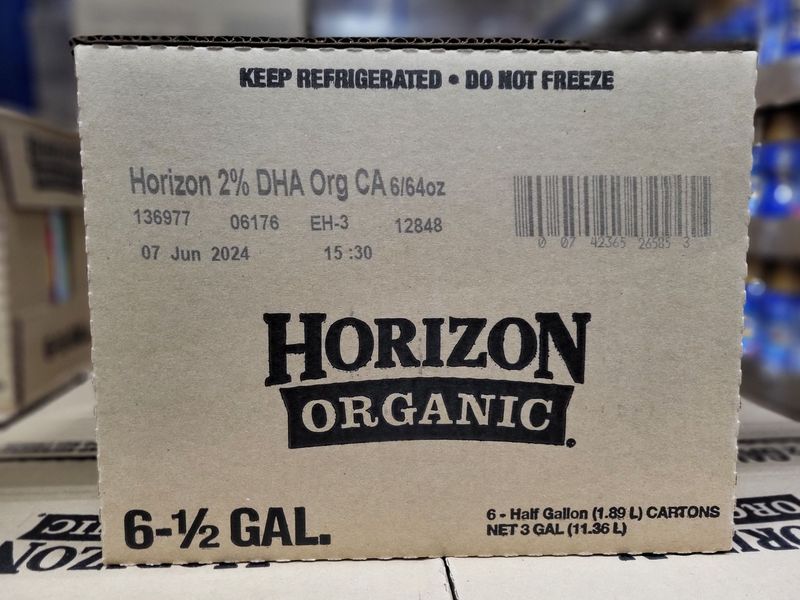 KEEP REFRIGERATED • DO NOT FREEZE
Horizon 2% DHA Org CA 6/64oz
136977 06176 EH-3 12848
07 Jun 2024 15:30
0 07 42365 26585 3
HORIZON
ORGANIC
6-½ GAL.
6 - Half Gallon (1.89 L) CARTONS
NET 3 GAL (11.36 L)